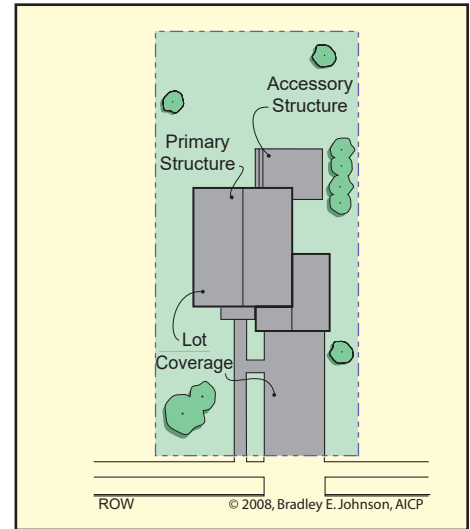 Accessory
Structure
Primary
Structure
Lot
Coverage
ROW
© 2008, Bradley E. Johnson, AICP